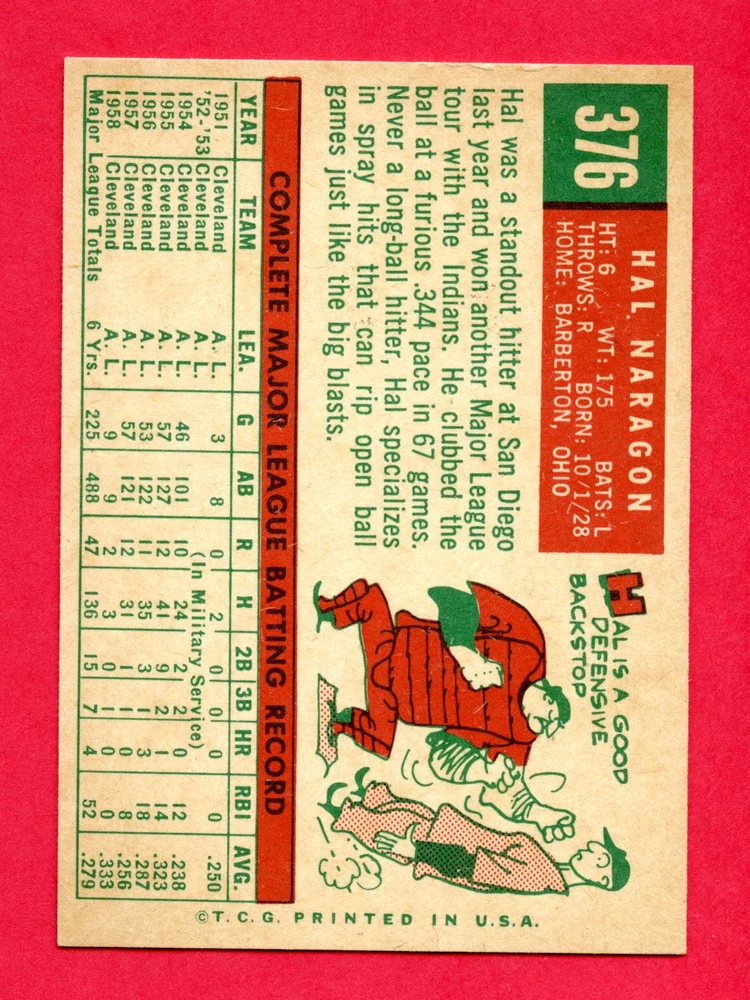 376
HAL NARAGON
HT: 6 WT: 175 BATS: L
THROWS: R BORN: 10/1/28
HOME: BARBERTON, OHIO
Hal was a standout hitter at San Diego
last year and won another Major League
tour with the Indians. He clubbed the
ball at a furious .344 pace in 67 games.
Never a long-ball hitter, Hal specializes
in spray hits that can rip open ball
games just like the big blasts.
HAL IS A GOOD
DEFENSIVE
BACKSTOP
COMPLETE MAJOR LEAGUE BATTING RECORD
YEAR TEAM LEA. G AB R H 2B 3B HR RBI AVG.
1951 Cleveland A. L. 3 8 0 2 0 0 0 0 .250
'52-'53 Cleveland A. L. (In Military Service)
1954 Cleveland A. L. 46 101 10 24 2 2 0 12 .238
1955 Cleveland A. L. 57 127 12 41 9 2 1 14 .323
1956 Cleveland A. L. 53 122 11 35 3 1 3 18 .287
1957 Cleveland A. L. 57 121 12 31 1 1 0 8 .256
1958 Cleveland A. L. 9 9 2 3 0 1 0 0 .333
Major League Totals 6 Yrs. 225 488 47 136 15 7 4 52 .279
©T. C. G. PRINTED IN U.S.A.